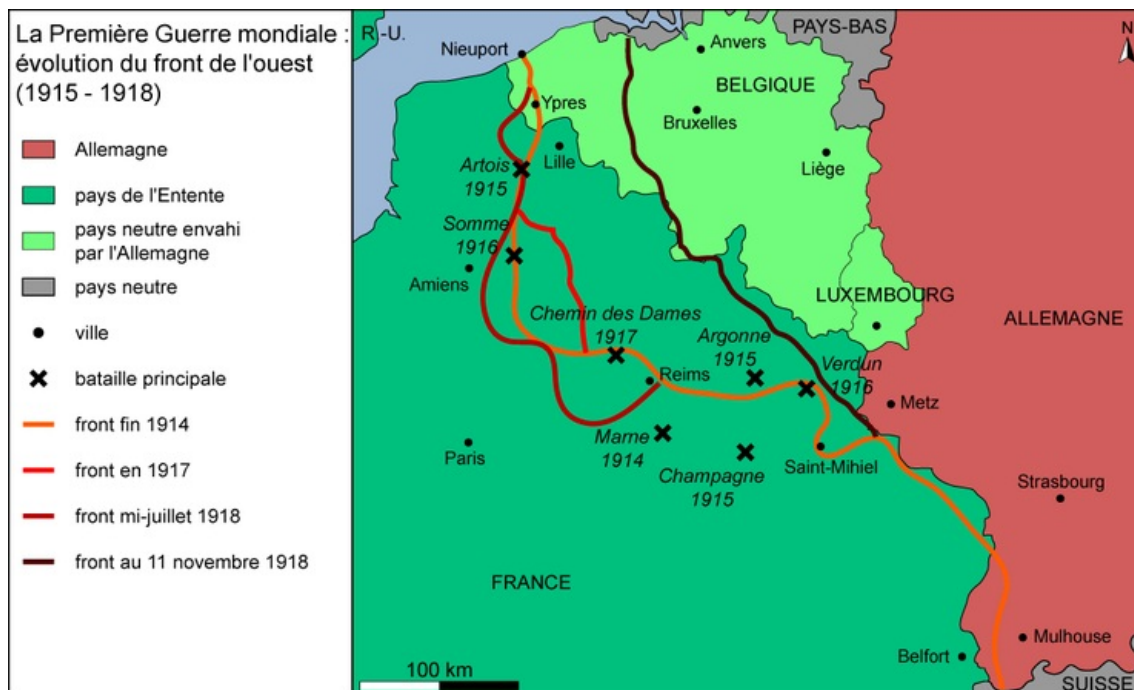 La Première Guerre mondiale :
évolution du front de l'ouest
(1915 - 1918)
Allemagne
pays de l'Entente
pays neutre envahi
par l'Allemagne
pays neutre
ville
bataille principale
front fin 1914
front en 1917
front mi-juillet 1918
front au 11 novembre 1918
R.-U.
PAYS-BAS
N
Nieuport
Anvers
BELGIQUE
Ypres
Bruxelles
Lille
Liège
Artois
1915
Somme
1916
Amiens
LUXEMBOURG
ALLEMAGNE
Chemin des Dames
1917
Argonne
1915
Verdun
1916
Reims
Metz
Marne
1914
Paris
Champagne
1915
Saint-Mihiel
Strasbourg
FRANCE
Mulhouse
Belfort
100 km
SUISSE